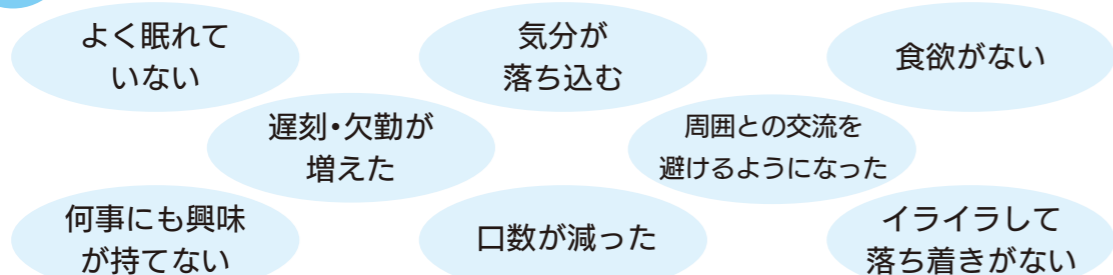 よく眠れて
いない
気分が
落ち込む
食欲がない
遅刻・欠勤が
増えた
周囲との交流を
避けるようになった
何事にも興味
が持てない
口数が減った
イライラして
落ち着きがない